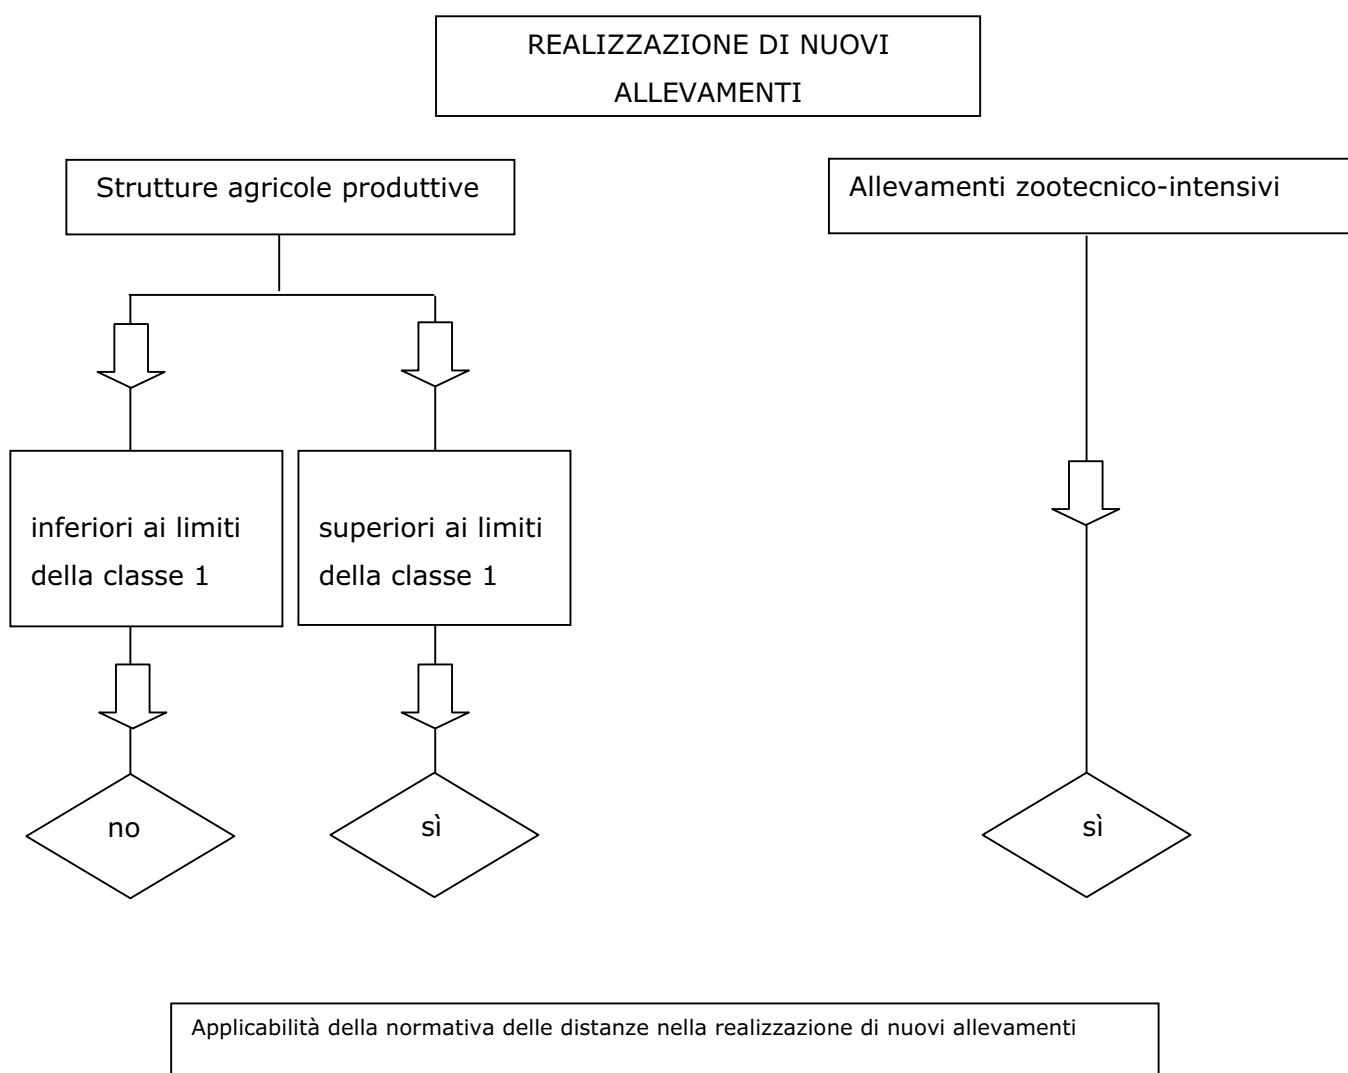 REALIZZAZIONE DI NUOVI
ALLEVAMENTI
Strutture agricole produttive
Allevamenti zootecnico-intensivi
inferiori ai limiti
della classe 1
superiori ai limiti
della classe 1
no
sì
sì
Applicabilità della normativa delle distanze nella realizzazione di nuovi allevamenti